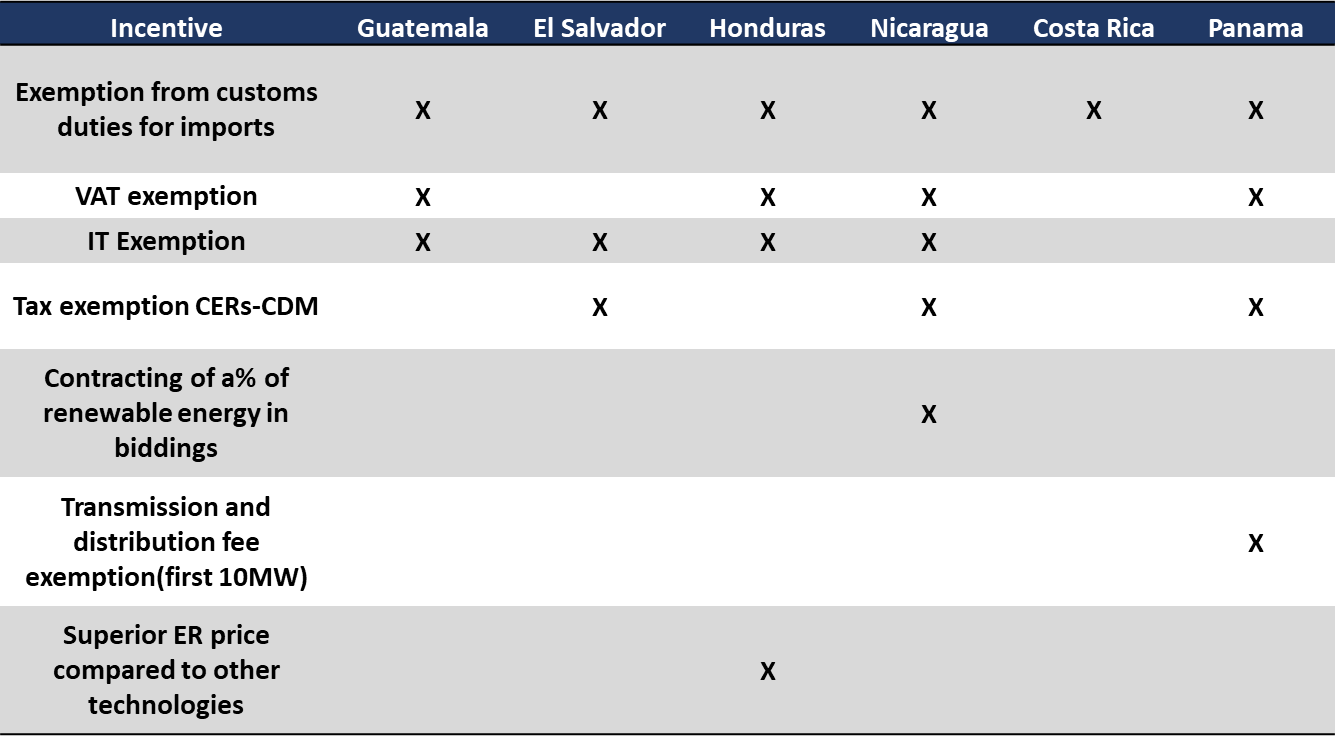 Incentive Guatemala El Salvador Honduras Nicaragua Costa Rica Panama
Exemption from customs
duties for imports
X X X X X X
VAT exemption X X X X
IT Exemption X X X X
Tax exemption CERs-CDM X X X
Contracting of a% of
renewable energy in
biddings
X
Transmission and
distribution fee
exemption(first 10MW)
X
Superior ER price
compared to other
technologies
X